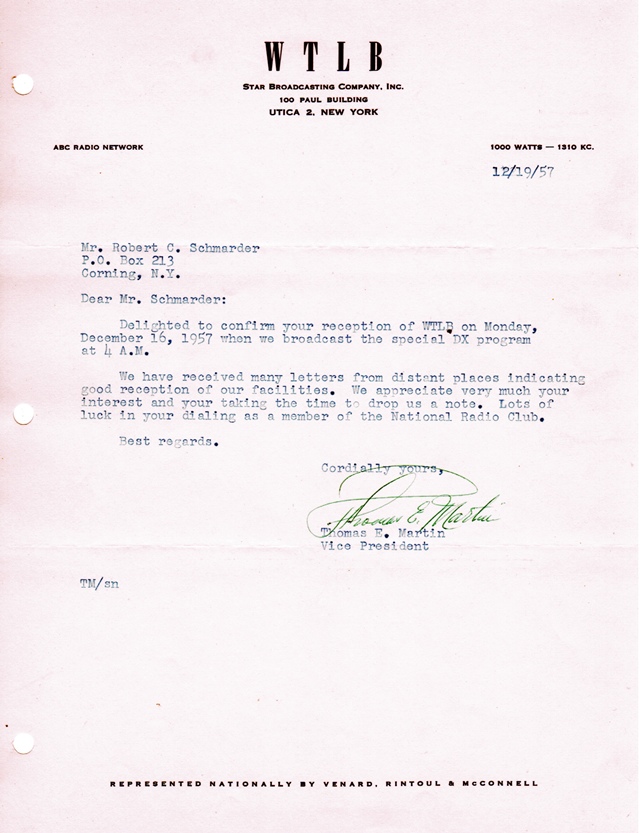 WTLB
STAR BROADCASTING COMPANY, INC.
100 PAUL BUILDING
UTICA 2, NEW YORK
ABC RADIO NETWORK
1000 WATTS — 1310 KC.
12/19/57
Mr. Robert C. Schmarder
P.O. Box 213
Corning, N.Y.
Dear Mr. Schmarder:
Delighted to confirm your reception of WTLB on Monday,
December 16, 1957 when we broadcast the special DX program
at 4 A.M.
We have received many letters from distant places indicating
good reception of our facilities. We appreciate very much your
interest and your taking the time to drop us a note. Lots of
luck in your dialing as a member of the National Radio Club.
Best regards.
Cordially yours,
Thomas E. Martin
Thomas E. Martin
Vice President
TM/sn
REPRESENTED NATIONALLY BY VENARD, RINTOUL & McCONNELL